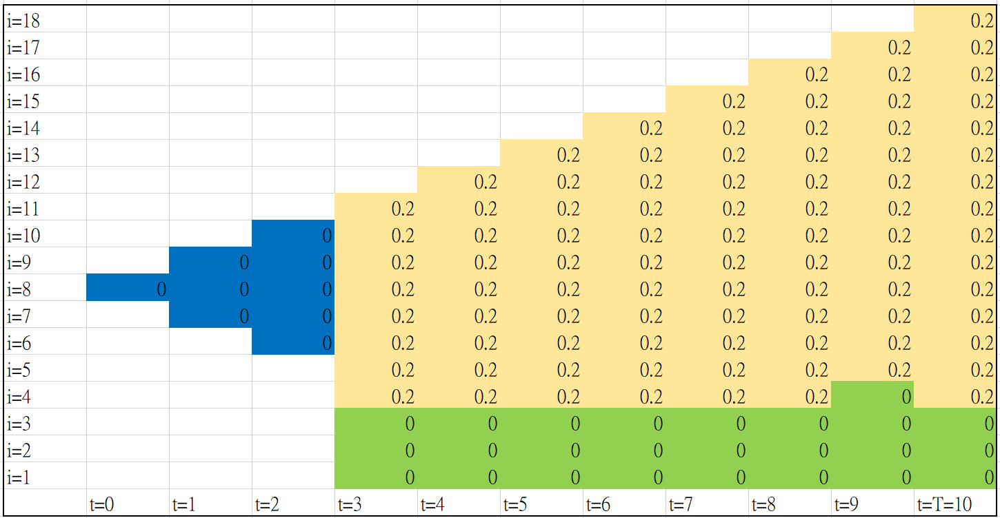 i=18 0.2
i=17 0.2 0.2
i=16 0.2 0.2 0.2
i=15 0.2 0.2 0.2 0.2
i=14 0.2 0.2 0.2 0.2 0.2
i=13 0.2 0.2 0.2 0.2 0.2 0.2
i=12 0.2 0.2 0.2 0.2 0.2 0.2 0.2
i=11 0.2 0.2 0.2 0.2 0.2 0.2 0.2 0.2
i=10 0 0.2 0.2 0.2 0.2 0.2 0.2 0.2 0.2
i=9 0 0 0.2 0.2 0.2 0.2 0.2 0.2 0.2 0.2
i=8 0 0 0 0.2 0.2 0.2 0.2 0.2 0.2 0.2 0.2
i=7 0 0 0.2 0.2 0.2 0.2 0.2 0.2 0.2 0.2
i=6 0 0.2 0.2 0.2 0.2 0.2 0.2 0.2 0.2
i=5 0.2 0.2 0.2 0.2 0.2 0.2 0.2 0.2
i=4 0.2 0.2 0.2 0.2 0.2 0.2 0 0.2
i=3 0 0 0 0 0 0 0 0
i=2 0 0 0 0 0 0 0 0
i=1 0 0 0 0 0 0 0 0
t=0 t=1 t=2 t=3 t=4 t=5 t=6 t=7 t=8 t=9 t=T=10